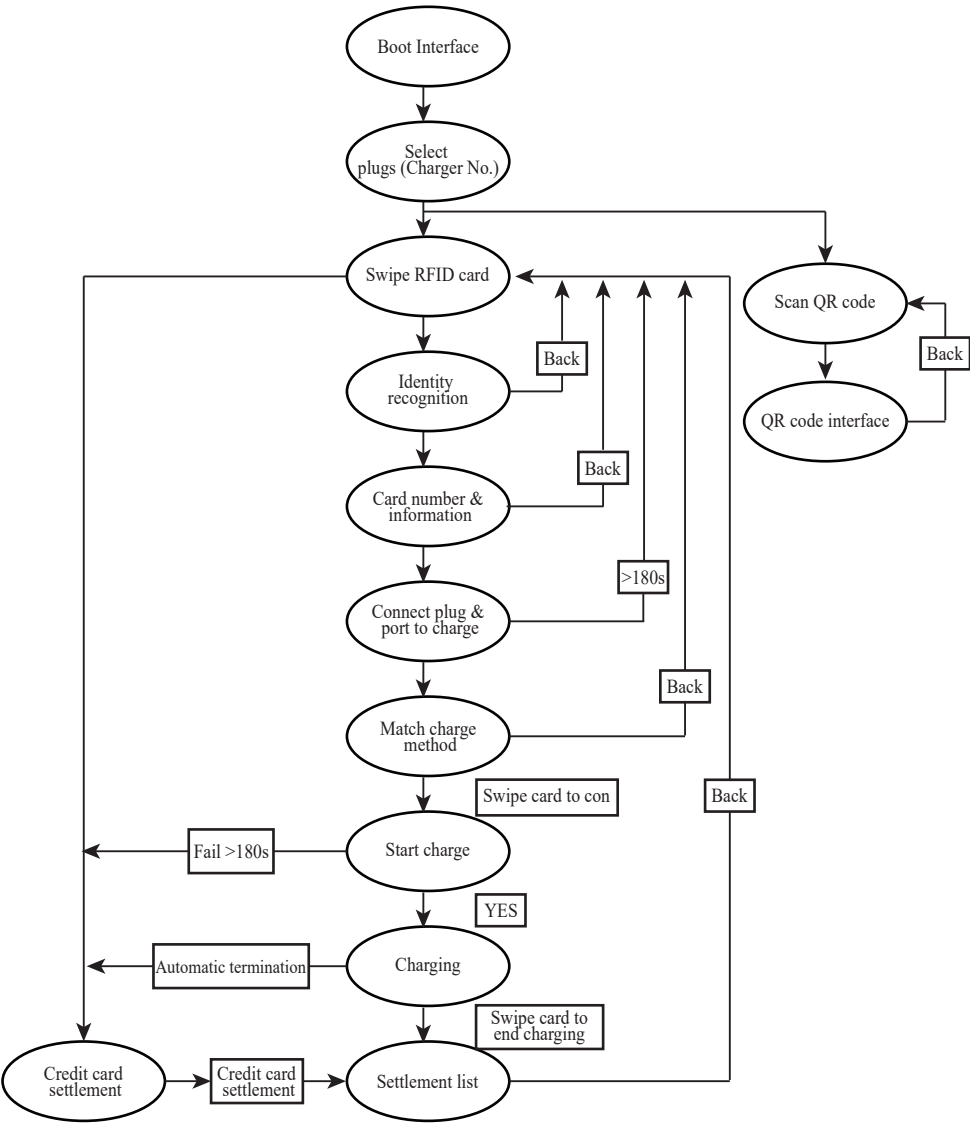 Boot Interface
Select
plugs (Charger No.)
Swipe RFID card
Scan QR code
Back
Back
Identity
recognition
QR code interface
Back
Card number &
information
>180s
Connect plug &
port to charge
Back
Match charge
method
Swipe card to con
Back
Fail >180s
Start charge
YES
Automatic termination
Charging
Swipe card to
end charging
Credit card
settlement
Credit card
settlement
Settlement list